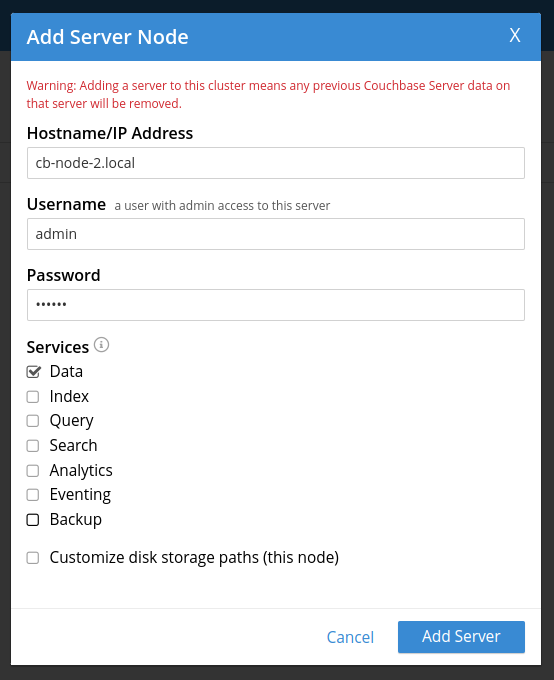 Add Server Node X
Warning: Adding a server to this cluster means any previous Couchbase Server data on
that server will be removed.
Hostname/IP Address
cb-node-2.local
Username a user with admin access to this server
admin
Password
••••••
Services
Data
Index
Query
Search
Analytics
Eventing
Backup
Customize disk storage paths (this node)
Cancel Add Server